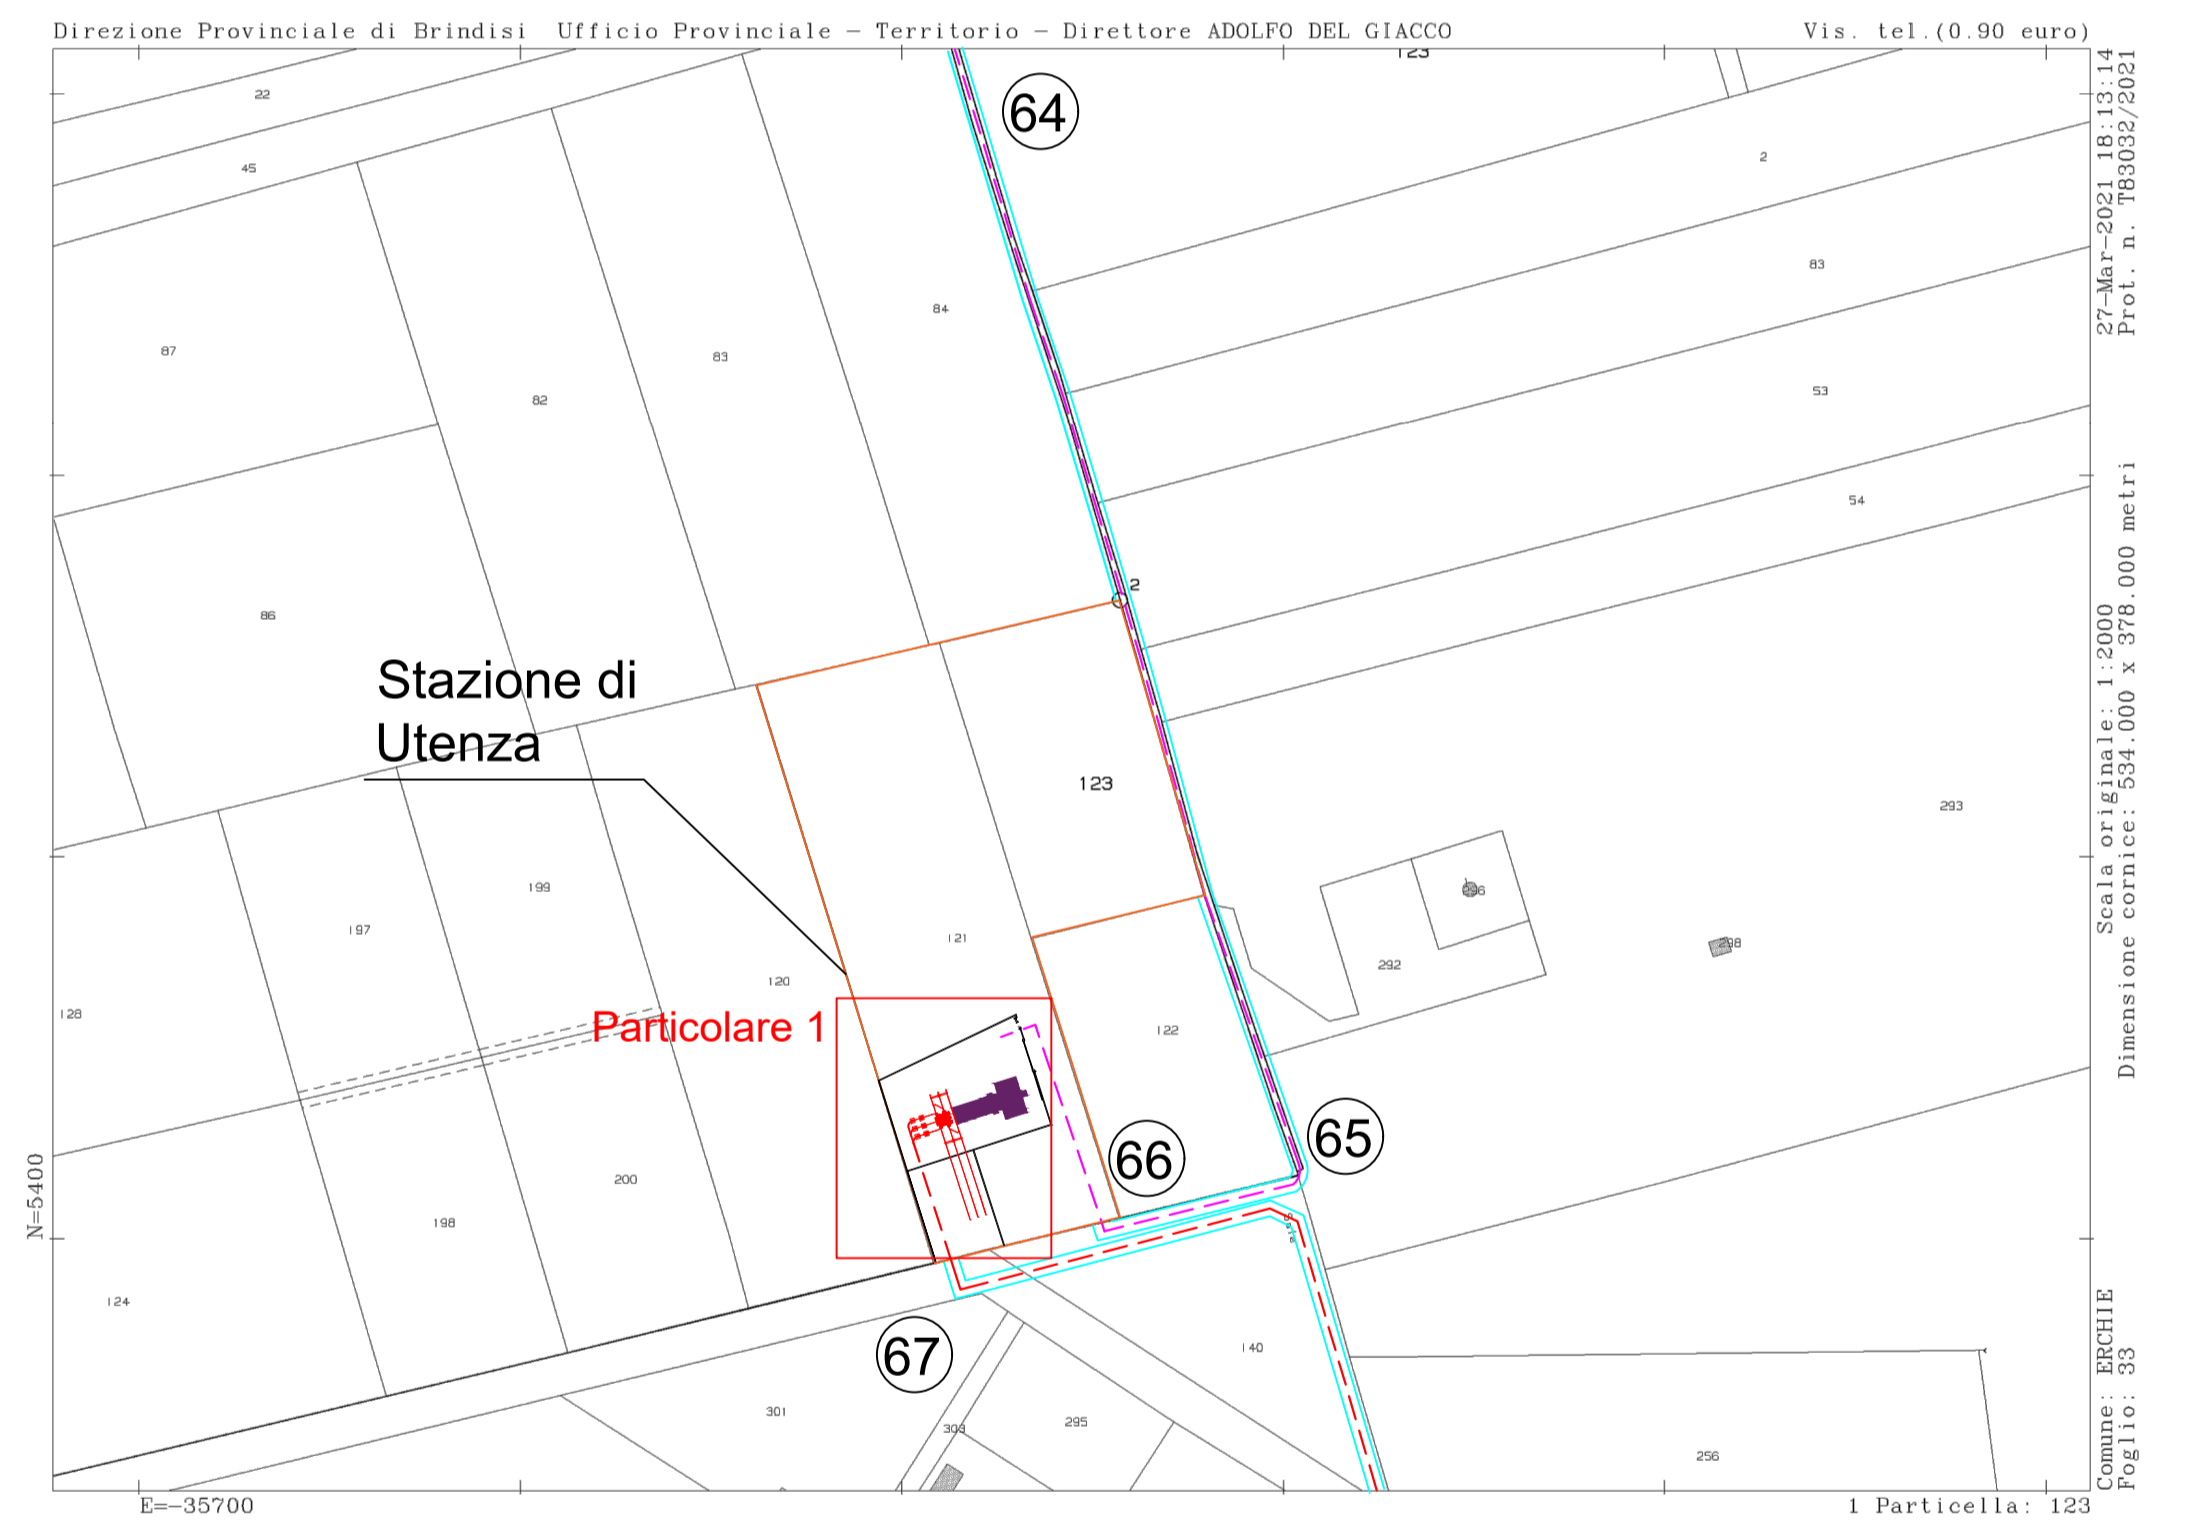 Direzione Provinciale di Brindisi Ufficio Provinciale - Territorio - Direttore ADOLFO DEL GIACCO
Vis. tel.(0.90 euro)
27-Mar-2021 18:13:14
Prot. n. T83032/2021
Scala originale: 1:2000
Dimensione cornice: 534.000 x 378.000 metri
Comune: ERCHIE
Foglio: 33
123
22
64
45
2
83
84
87
83
82
53
54
2
86
Stazione di
Utenza
123
293
199
296
197
121
298
292
120
128
Particolare 1
122
65
66
N=5400
200
198
124
140
67
301
303
295
256
E=-35700
1 Particella: 123